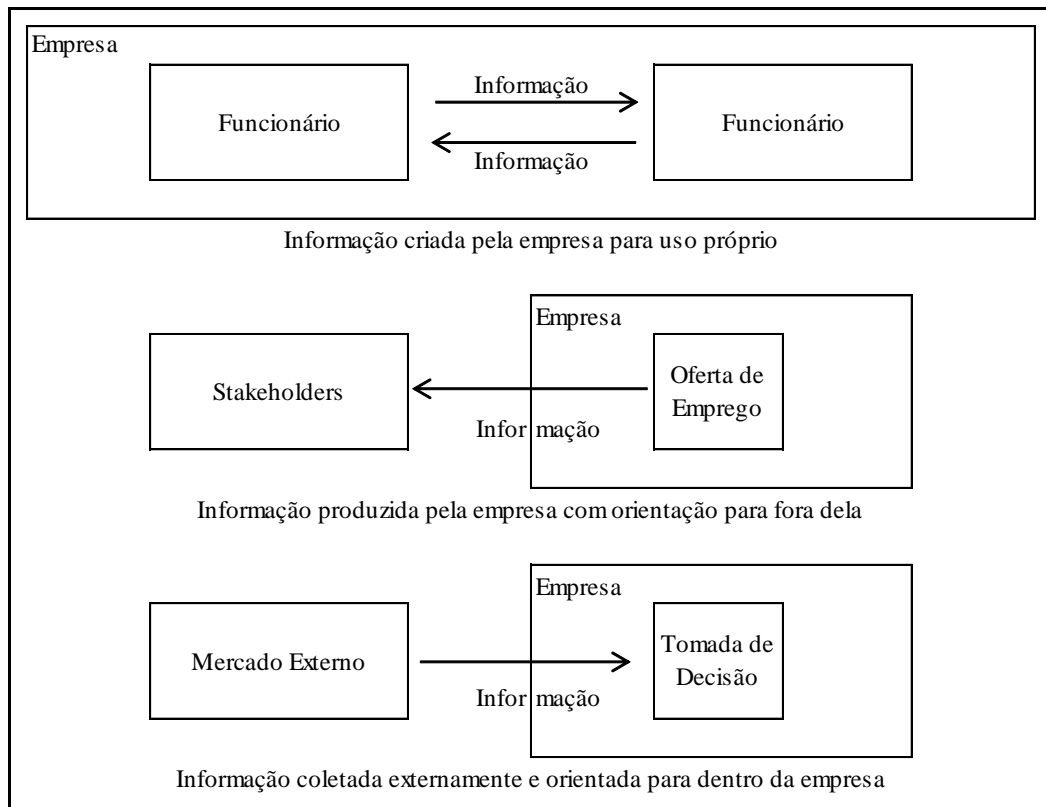 Empresa
Informação
Funcionário
Funcionário
Informação
Informação criada pela empresa para uso próprio
Empresa
Stakeholders
Oferta de
Emprego
Informação
Informação produzida pela empresa com orientação para fora dela
Empresa
Mercado Externo
Tomada de
Decisão
Informação
Informação coletada externamente e orientada para dentro da empresa